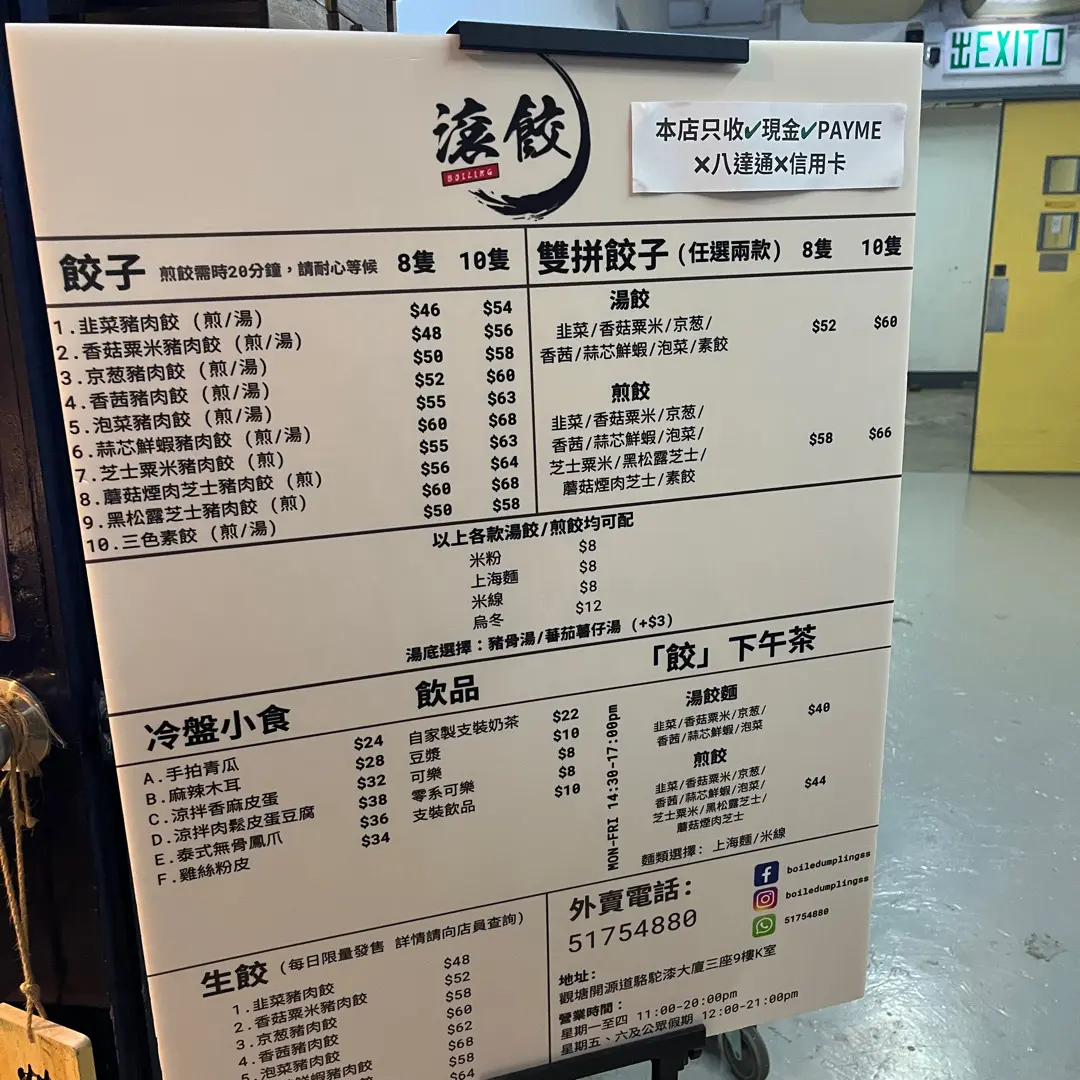 出EXIT
滾餃
BOILING
本店只收✔現金✔PAYME
✖八達通✖信用卡
餃子 煎餃需時20分鐘，請耐心等候 8隻 10隻
1.韭菜豬肉餃 (煎/湯) $46 $54
2.香菇粟米豬肉餃 (煎/湯) $48 $56
3.京葱豬肉餃 (煎/湯) $50 $58
4.香茜豬肉餃 (煎/湯) $52 $60
5.泡菜豬肉餃 (煎/湯) $55 $63
6.蒜芯鮮蝦豬肉餃 (煎/湯) $60 $68
7.芝士粟米豬肉餃 (煎) $55 $63
8.蘑菇煙肉芝士豬肉餃 (煎) $56 $64
9.黑松露芝士豬肉餃 (煎) $60 $68
10.三色素餃 (煎/湯) $50 $58
雙拼餃子 (任選兩款) 8隻 10隻
湯餃
韭菜/香菇粟米/京葱/ $52 $60
香茜/蒜芯鮮蝦/泡菜/素餃
煎餃
韭菜/香菇粟米/京葱/
香茜/蒜芯鮮蝦/泡菜/ $58 $66
芝士粟米/黑松露芝士/
蘑菇煙肉芝士/素餃
以上各款湯餃/煎餃均可配
米粉 $8
上海麵 $8
米線 $8
烏冬 $12
湯底選擇：豬骨湯/蕃茄薯仔湯 (+$3)
冷盤小食
A.手拍青瓜 $24
B.麻辣木耳 $28
C.涼拌香麻皮蛋 $32
D.涼拌肉鬆皮蛋豆腐 $38
E.泰式無骨鳳爪 $36
F.雞絲粉皮 $34
飲品
自家製支裝奶茶 $22
豆漿 $10
可樂 $8
零系可樂 $8
支裝飲品 $10
「餃」下午茶
MON-FRI 14:30-17:00pm
湯餃麵
韭菜/香菇粟米/京葱/ $40
香茜/蒜芯鮮蝦/泡菜
煎餃
韭菜/香菇粟米/京葱/
香茜/蒜芯鮮蝦/泡菜/ $44
芝士粟米/黑松露芝士/
蘑菇煙肉芝士
麵類選擇: 上海麵/米線
生餃 (每日限量發售 詳情請向店員查詢)
1.韭菜豬肉餃 $48
2.香菇粟米豬肉餃 $52
3.京葱豬肉餃 $58
4.香茜豬肉餃 $60
5.泡菜豬肉餃 $62
鮮蝦豬肉餃 $68
$58
$64
外賣電話:
51754880
boiledumplingss
boiledumplingss
51754880
地址:
觀塘開源道駱駝漆大廈三座9樓K室
營業時間：
星期一至四 11:00-20:00pm
星期五、六及公眾假期 12:00-21:00pm